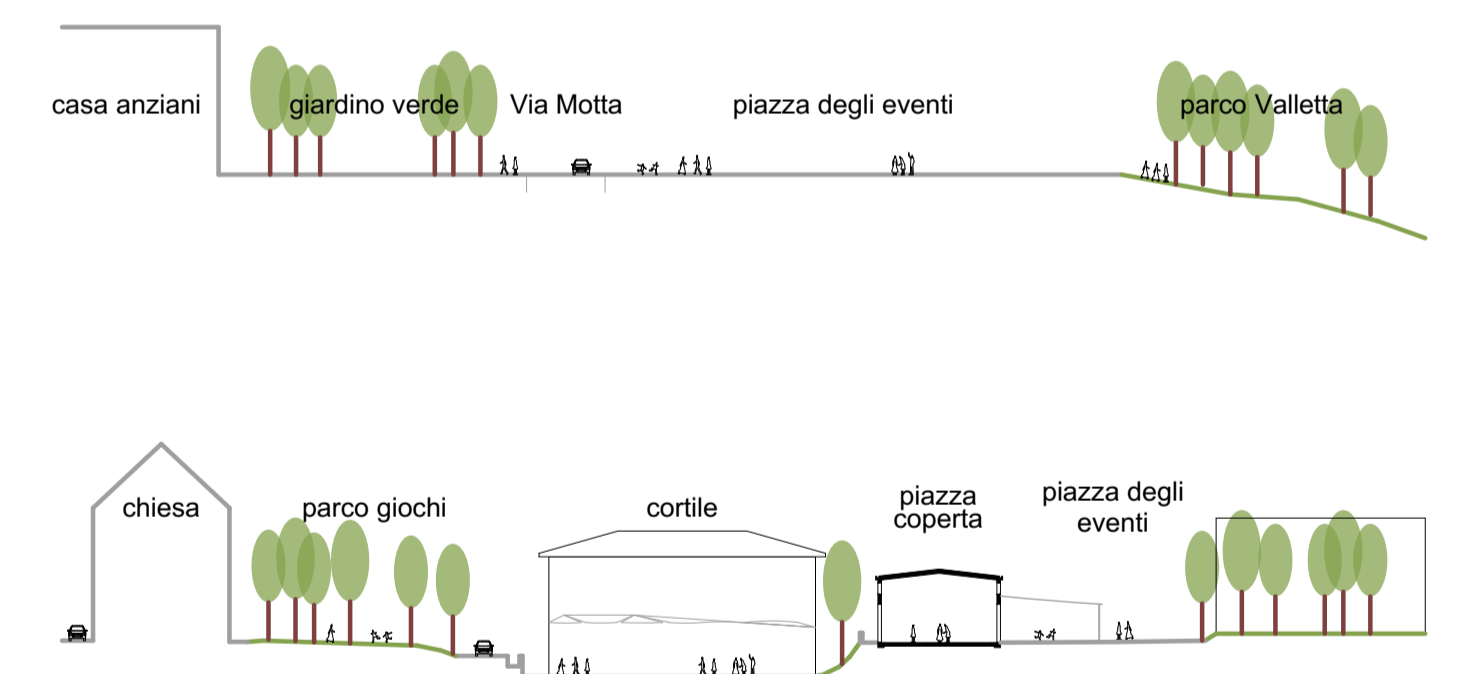 casa anziani
giardino verde
Via Motta
piazza degli eventi
parco Valletta
chiesa
parco giochi
cortile
piazza
coperta
piazza degli
eventi